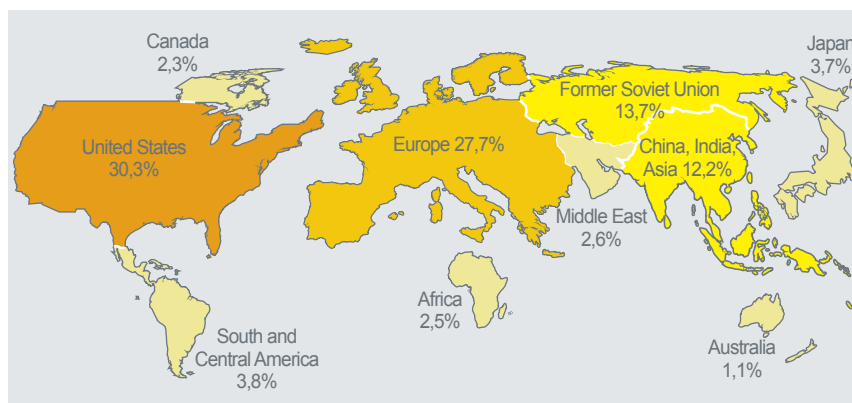 Canada
2,3%
Japan
3,7%
Former Soviet Union
13,7%
United States
30,3%
Europe 27,7%
China, India,
Asia 12,2%
Middle East
2,6%
Africa
2,5%
South and
Central America
3,8%
Australia
1,1%